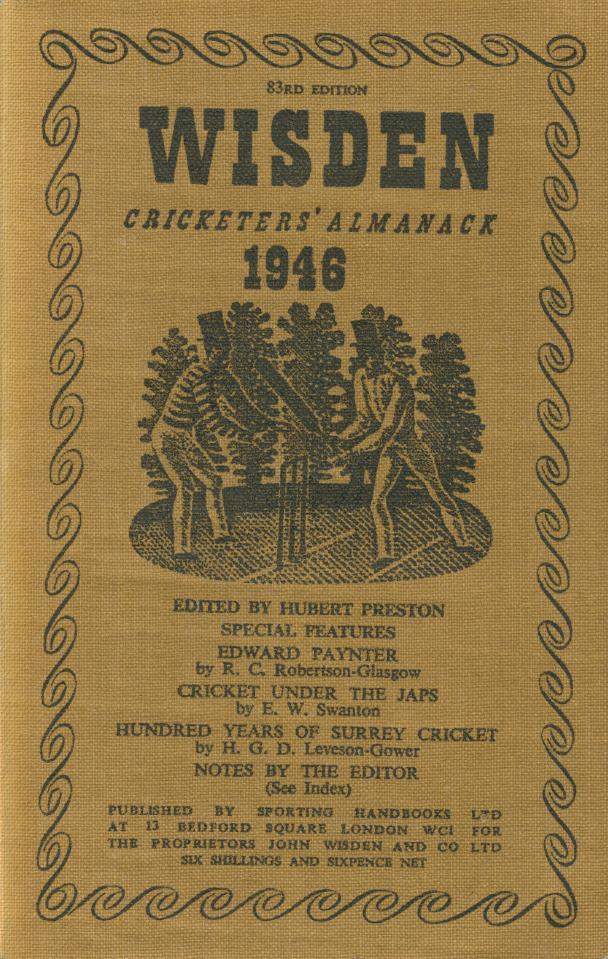 83RD EDITION
WISDEN
CRICKETERS' ALMANACK
1946
EDITED BY HUBERT PRESTON
SPECIAL FEATURES
EDWARD PAYNTER
by R. C. Robertson-Glasgow
CRICKET UNDER THE JAPS
by E. W. Swanton
HUNDRED YEARS OF SURREY CRICKET
by H. G. D. Leveson-Gower
NOTES BY THE EDITOR
(See Index)
PUBLISHED BY SPORTING HANDBOOKS LTD
AT 13 BEDFORD SQUARE LONDON WC1 FOR
THE PROPRIETORS JOHN WISDEN AND CO LTD
SIX SHILLINGS AND SIXPENCE NET